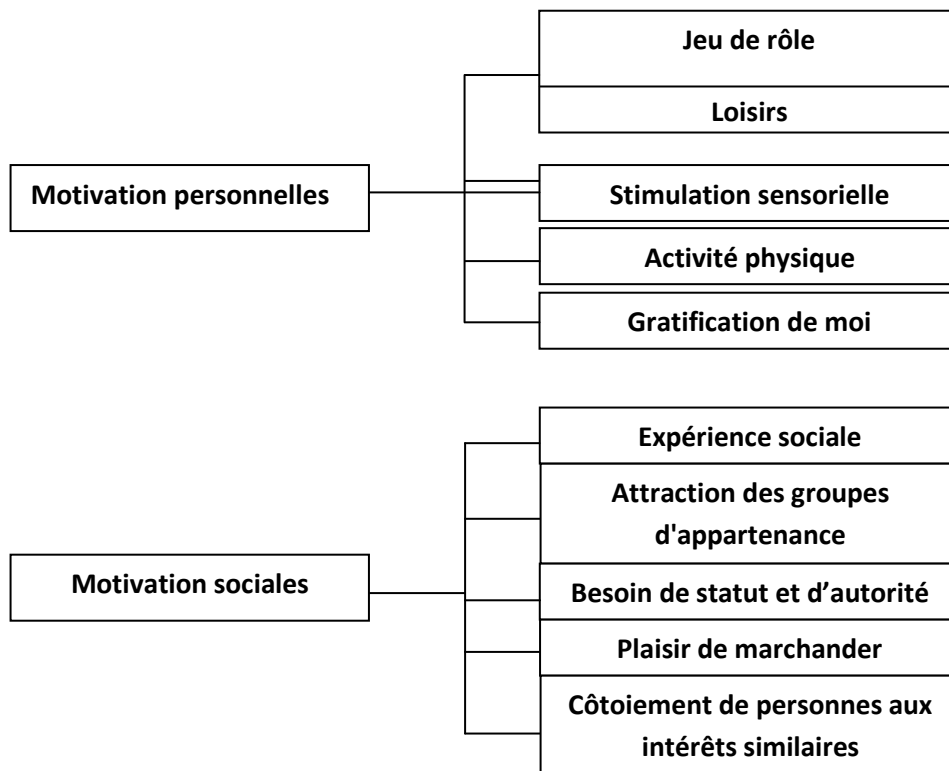 Jeu de rôle
Loisirs
Motivation personnelles
Stimulation sensorielle
Activité physique
Gratification de moi
Expérience sociale
Attraction des groupes
d'appartenance
Motivation sociales
Besoin de statut et d’autorité
Plaisir de marchander
Côtoiement de personnes aux
intérêts similaires